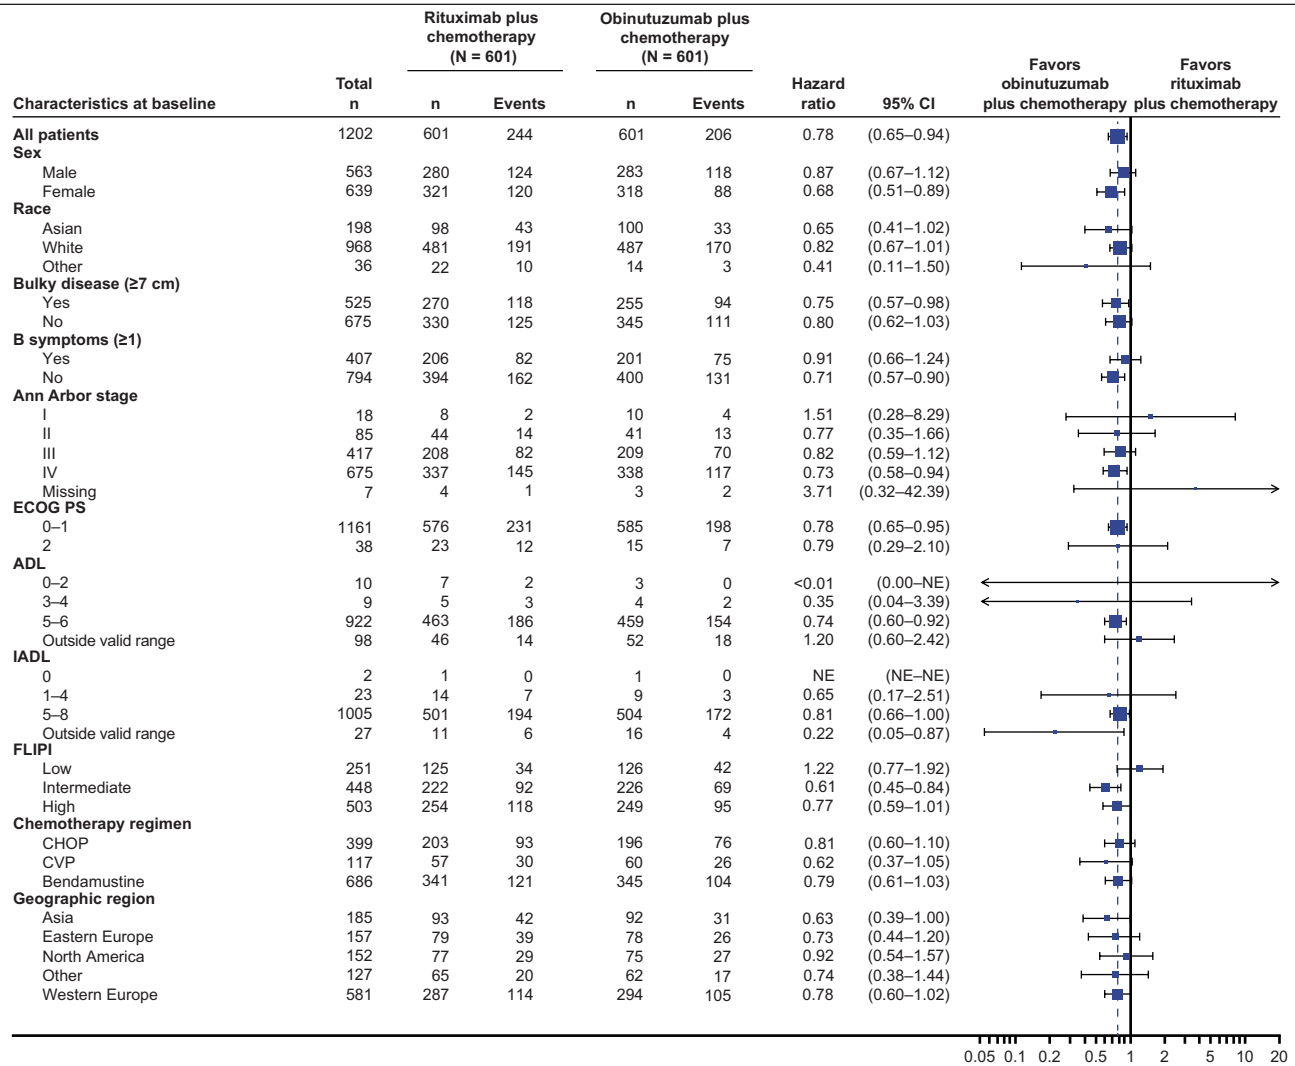 Rituximab plus chemotherapy (N = 601) Obinutuzumab plus chemotherapy (N = 601)
Favors obinutuzumab plus chemotherapy Favors rituximab plus chemotherapy
Characteristics at baseline Total n n Events n Events Hazard ratio 95% CI
All patients 1202 601 244 601 206 0.78 (0.65–0.94)
Sex
Male 563 280 124 283 118 0.87 (0.67–1.12)
Female 639 321 120 318 88 0.68 (0.51–0.89)
Race
Asian 198 98 43 100 33 0.65 (0.41–1.02)
White 968 481 191 487 170 0.82 (0.67–1.01)
Other 36 22 10 14 3 0.41 (0.11–1.50)
Bulky disease (≥7 cm)
Yes 525 270 118 255 94 0.75 (0.57–0.98)
No 675 330 125 345 111 0.80 (0.62–1.03)
B symptoms (≥1)
Yes 407 206 82 201 75 0.91 (0.66–1.24)
No 794 394 162 400 131 0.71 (0.57–0.90)
Ann Arbor stage
I 18 8 2 10 4 1.51 (0.28–8.29)
II 85 44 14 41 13 0.77 (0.35–1.66)
III 417 208 82 209 70 0.82 (0.59–1.12)
IV 675 337 145 338 117 0.73 (0.58–0.94)
Missing 7 4 1 3 2 3.71 (0.32–42.39)
ECOG PS
0–1 1161 576 231 585 198 0.78 (0.65–0.95)
2 38 23 12 15 7 0.79 (0.29–2.10)
ADL
0–2 10 7 2 3 0 <0.01 (0.00–NE)
3–4 9 5 3 4 2 0.35 (0.04–3.39)
5–6 922 463 186 459 154 0.74 (0.60–0.92)
Outside valid range 98 46 14 52 18 1.20 (0.60–2.42)
IADL
0 2 1 0 1 0 NE (NE–NE)
1–4 23 14 7 9 3 0.65 (0.17–2.51)
5–8 1005 501 194 504 172 0.81 (0.66–1.00)
Outside valid range 27 11 6 16 4 0.22 (0.05–0.87)
FLIPI
Low 251 125 34 126 42 1.22 (0.77–1.92)
Intermediate 448 222 92 226 69 0.61 (0.45–0.84)
High 503 254 118 249 95 0.77 (0.59–1.01)
Chemotherapy regimen
CHOP 399 203 93 196 76 0.81 (0.60–1.10)
CVP 117 57 30 60 26 0.62 (0.37–1.05)
Bendamustine 686 341 121 345 104 0.79 (0.61–1.03)
Geographic region
Asia 185 93 42 92 31 0.63 (0.39–1.00)
Eastern Europe 157 79 39 78 26 0.73 (0.44–1.20)
North America 152 77 29 75 27 0.92 (0.54–1.57)
Other 127 65 20 62 17 0.74 (0.38–1.44)
Western Europe 581 287 114 294 105 0.78 (0.60–1.02)
0.05 0.1 0.2 0.5 1 2 5 10 20